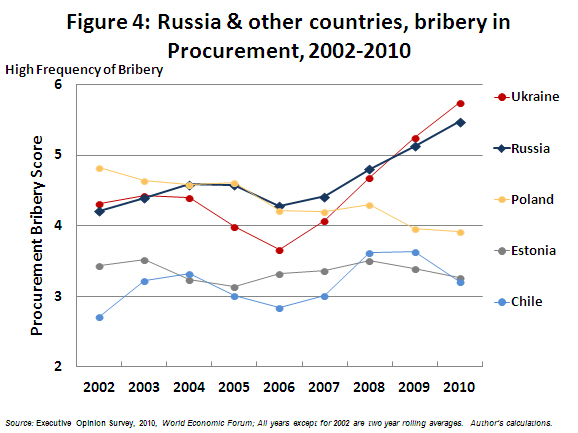 Figure 4: Russia & other countries, bribery in
Procurement, 2002-2010
High Frequency of Bribery
6
5
4
3
2
Procurement Bribery Score
Ukraine
Russia
Poland
Estonia
Chile
2002 2003 2004 2005 2006 2007 2008 2009 2010
Source: Executive Opinion Survey, 2010, World Economic Forum; All years except for 2002 are two year rolling averages. Author's calculations.